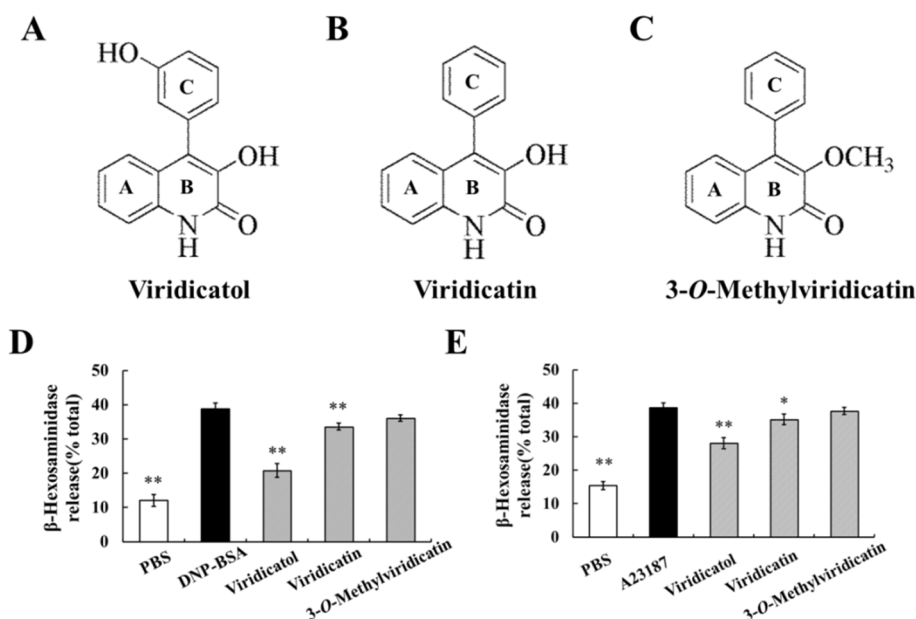 A
B
C
HO
C
OH
A
B
N
H
O
Viridicatol
C
OH
A
B
N
H
O
Viridicatin
C
OCH3
A
B
N
H
O
3-O-Methylviridicatin
D
β-Hexosaminidase
release(% total)
50
40
30
20
10
0
**
**
**
PBS
DNP-BSA
Viridicatol
Viridicatin
3-O-Methylviridicatin
E
β-Hexosaminidase
release(% total)
50
40
30
20
10
0
**
**
*
PBS
A23187
Viridicatol
Viridicatin
3-O-Methylviridicatin